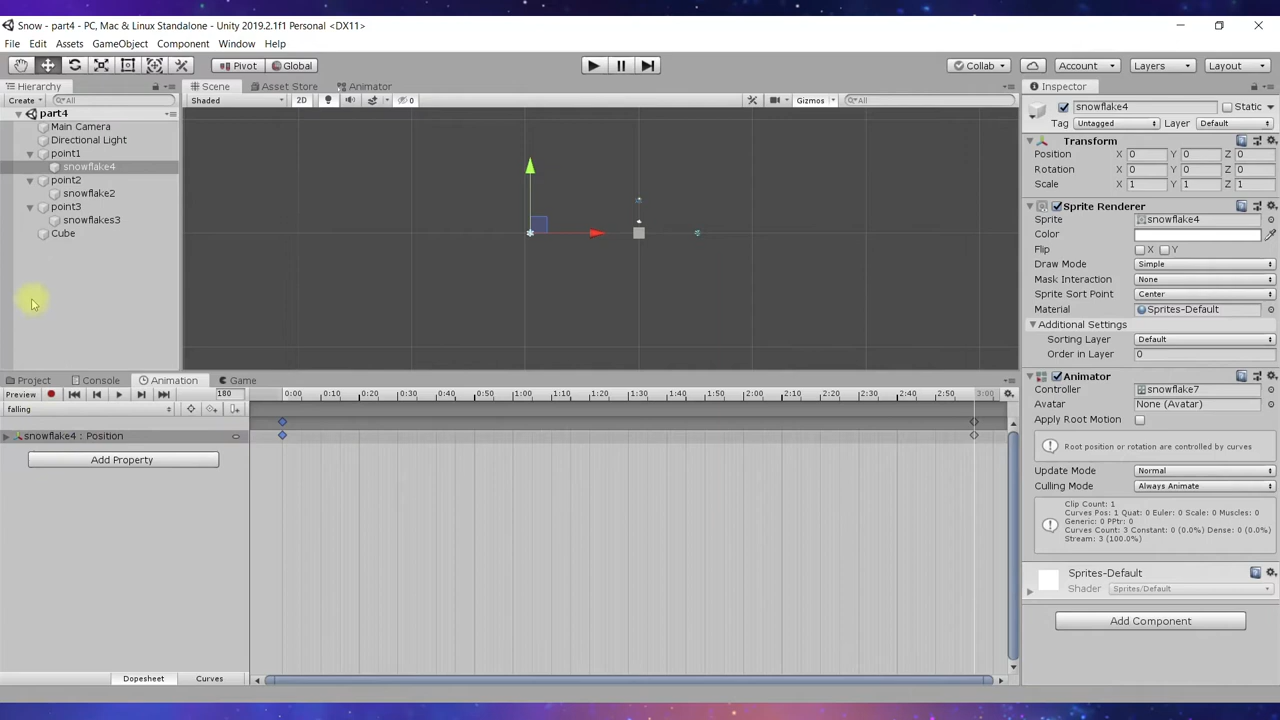 Snow - part4 - PC, Mac & Linux Standalone - Unity 2019.2.1f1 Personal <DX11>
File Edit Assets GameObject Component Window Help
Pivot Global Collab Account Layers Layout
Hierarchy Scene Asset Store Animator Inspector
Create All Shaded 2D 0 Gizmos All
snowflake4 Static
part4
Tag Untagged Layer Default
Main Camera
Directional Light
Transform
point1
Position X 0 Y 0 Z 0
snowflake4
Rotation X 0 Y 0 Z 0
point2
Scale X 1 Y 1 Z 1
snowflake2
point3
Sprite Renderer
snowflakes3
Sprite snowflake4
Cube
Color
Flip X Y
Draw Mode Simple
Mask Interaction None
Sprite Sort Point Center
Material Sprites-Default
Additional Settings
Sorting Layer Default
Order in Layer 0
Project Console Animation Game
Animator
Preview 180 0:00 0:10 0:20 0:30 0:40 0:50 1:00 1:10 1:20 1:30 1:40 1:50 2:00 2:10 2:20 2:30 2:40 2:50 3:00
Controller snowflake7
falling
Avatar None (Avatar)
Apply Root Motion
snowflake4 : Position
Root position or rotation are controlled by curves
Add Property
Update Mode Normal
Culling Mode Always Animate
Clip Count: 1
Curves Pos: 1 Quat: 0 Euler: 0 Scale: 0 Muscles: 0
Generic: 0 PPtr: 0
Curves Count: 3 Constant: 0 (0.0%) Dense: 0 (0.0%)
Stream: 3 (100.0%)
Sprites-Default
Shader Sprites/Default
Add Component
Dopesheet Curves